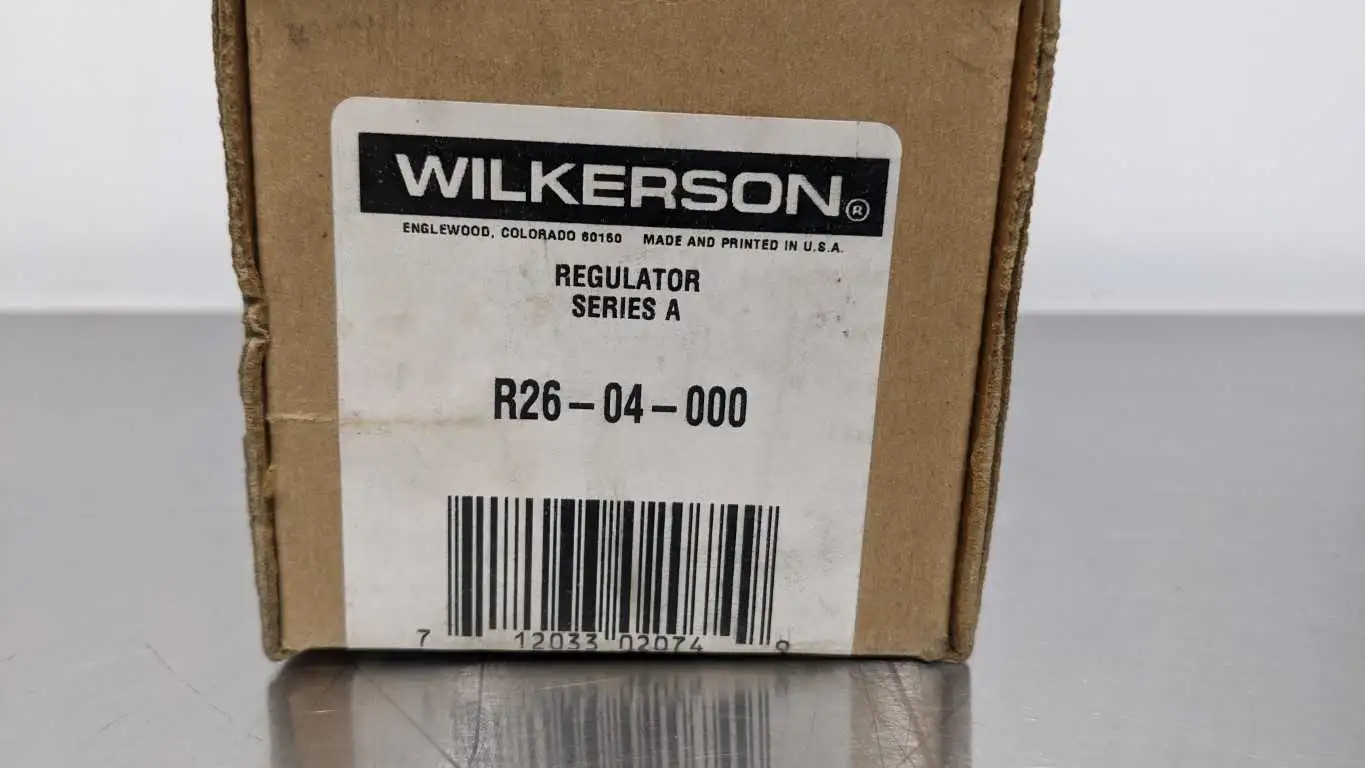 WILKERSON®
ENGLEWOOD, COLORADO 80150 MADE AND PRINTED IN U.S.A.
REGULATOR
SERIES A
R26-04-000
7 12033 02074 9